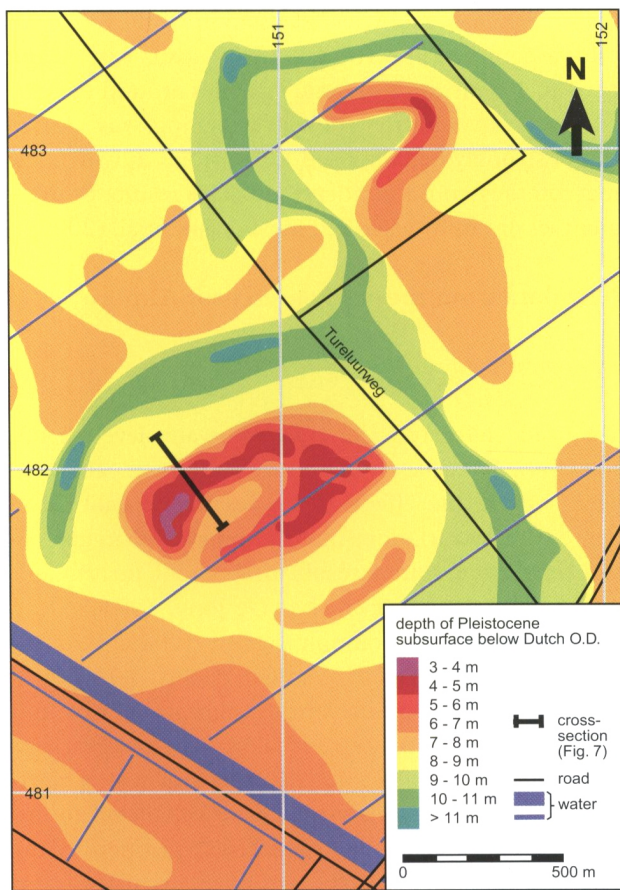 151
152
N
483
Tureluurweg
482
481
depth of Pleistocene
subsurface below Dutch O.D.
3 - 4 m
4 - 5 m
5 - 6 m
6 - 7 m
7 - 8 m
8 - 9 m
9 - 10 m
10 - 11 m
> 11 m
cross-
section
(Fig. 7)
road
water
0 500 m